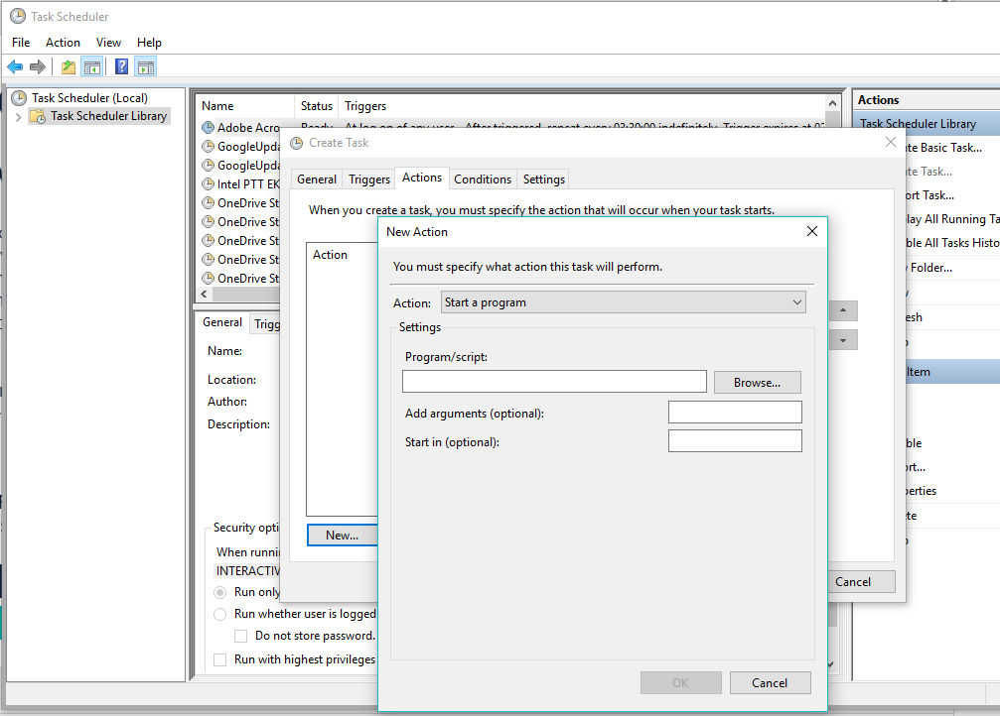 Task Scheduler
File Action View Help
Task Scheduler (Local)
Task Scheduler Library
Name Status Triggers
Adobe Acro Ready At log on of any user - After triggered, repeat every 03:30:00 indefinitely. Trigger expires at
GoogleUpda
GoogleUpda
Intel PTT EK
OneDrive St
OneDrive St
OneDrive St
OneDrive St
OneDrive St
General Trigg
Name:
Location:
Author:
Description:
Security opti
When runni
INTERACTIV
Run only
Run whether user is logged
Do not store password.
Run with highest privileges
Create Task
General Triggers Actions Conditions Settings
When you create a task, you must specify the action that will occur when your task starts.
Action
New...
Cancel
New Action
You must specify what action this task will perform.
Action: Start a program
Settings
Program/script:
Browse...
Add arguments (optional):
Start in (optional):
OK Cancel
Actions
Task Scheduler Library
te Basic Task...
te Task...
ort Task...
lay All Running Ta
ble All Tasks Histo
Folder...
esh
Item
ble
ort...
perties
te